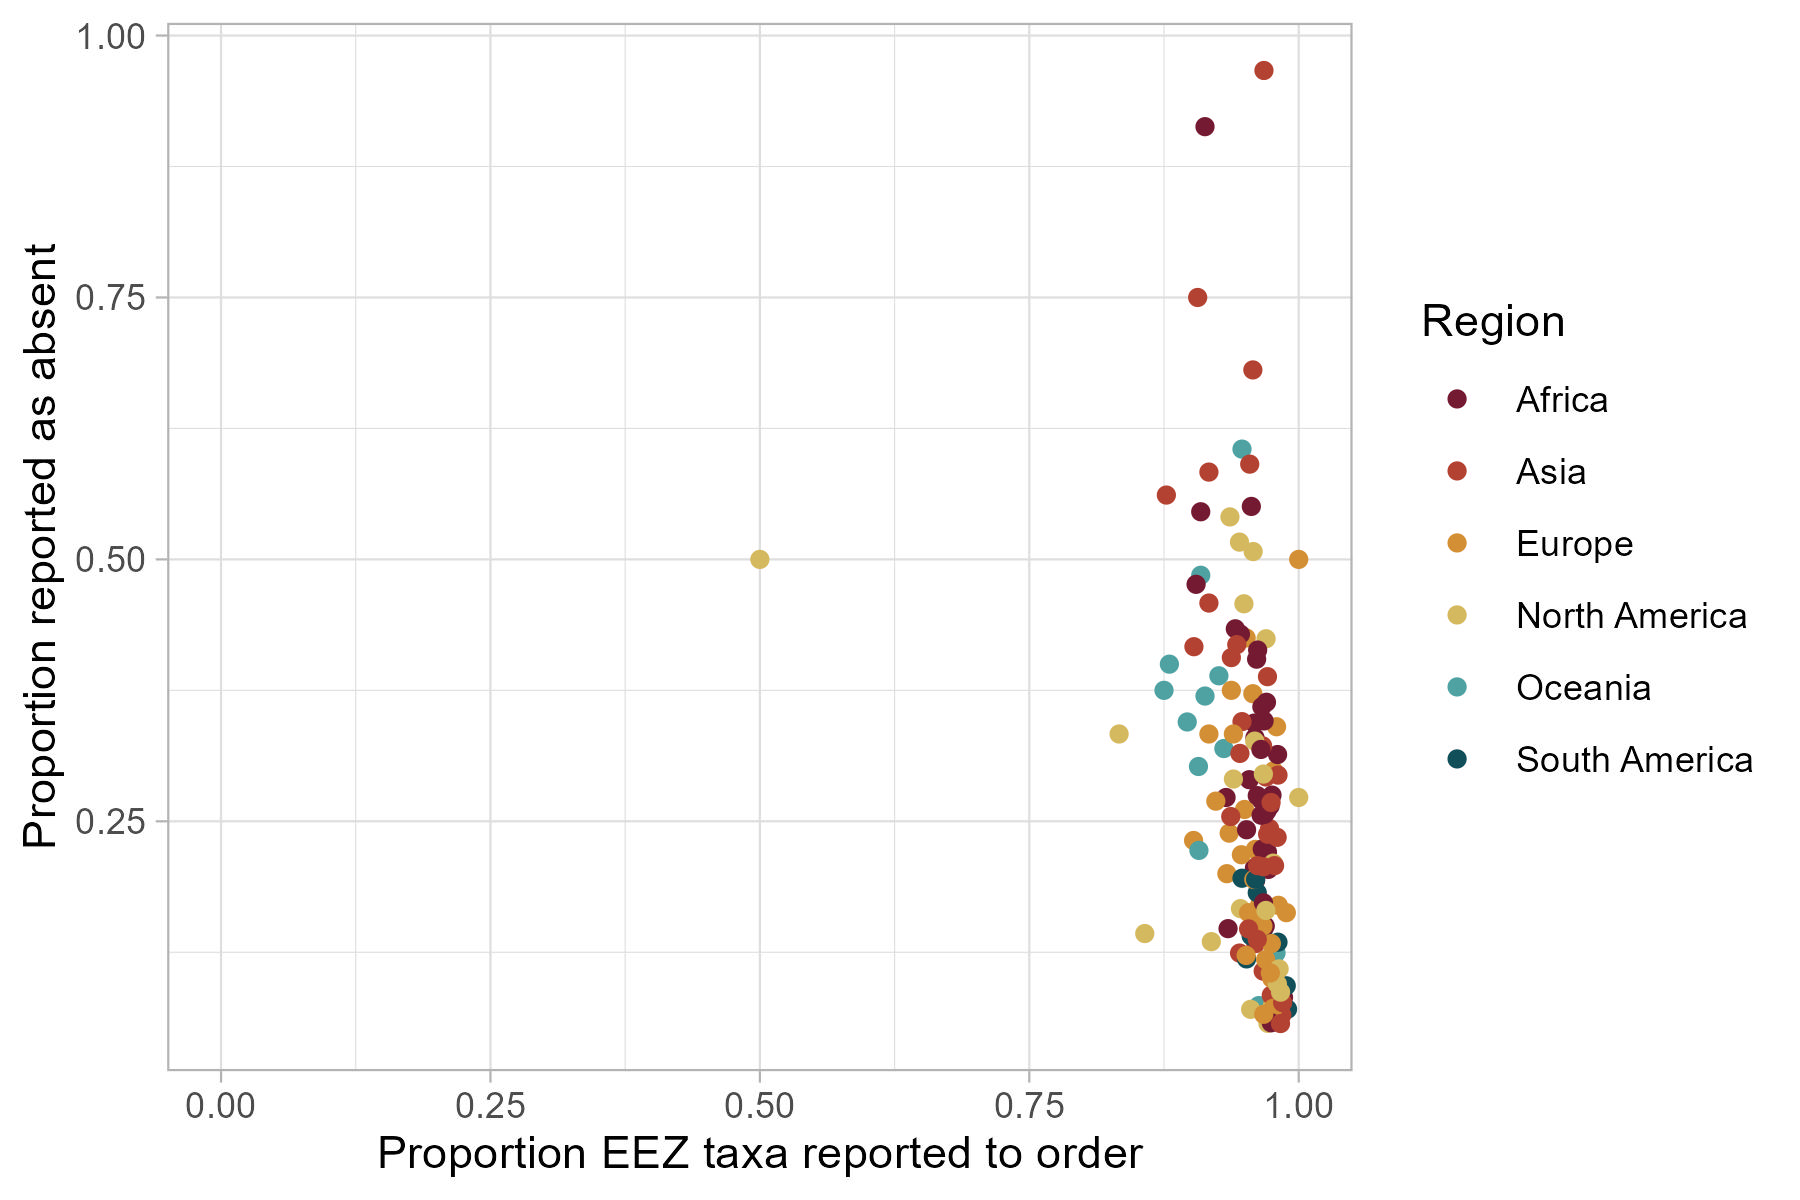 Proportion reported as absent
1.00
0.75
0.50
0.25
0.00
0.25
0.50
0.75
1.00
Proportion EEZ taxa reported to order
Region
Africa
Asia
Europe
North America
Oceania
South America